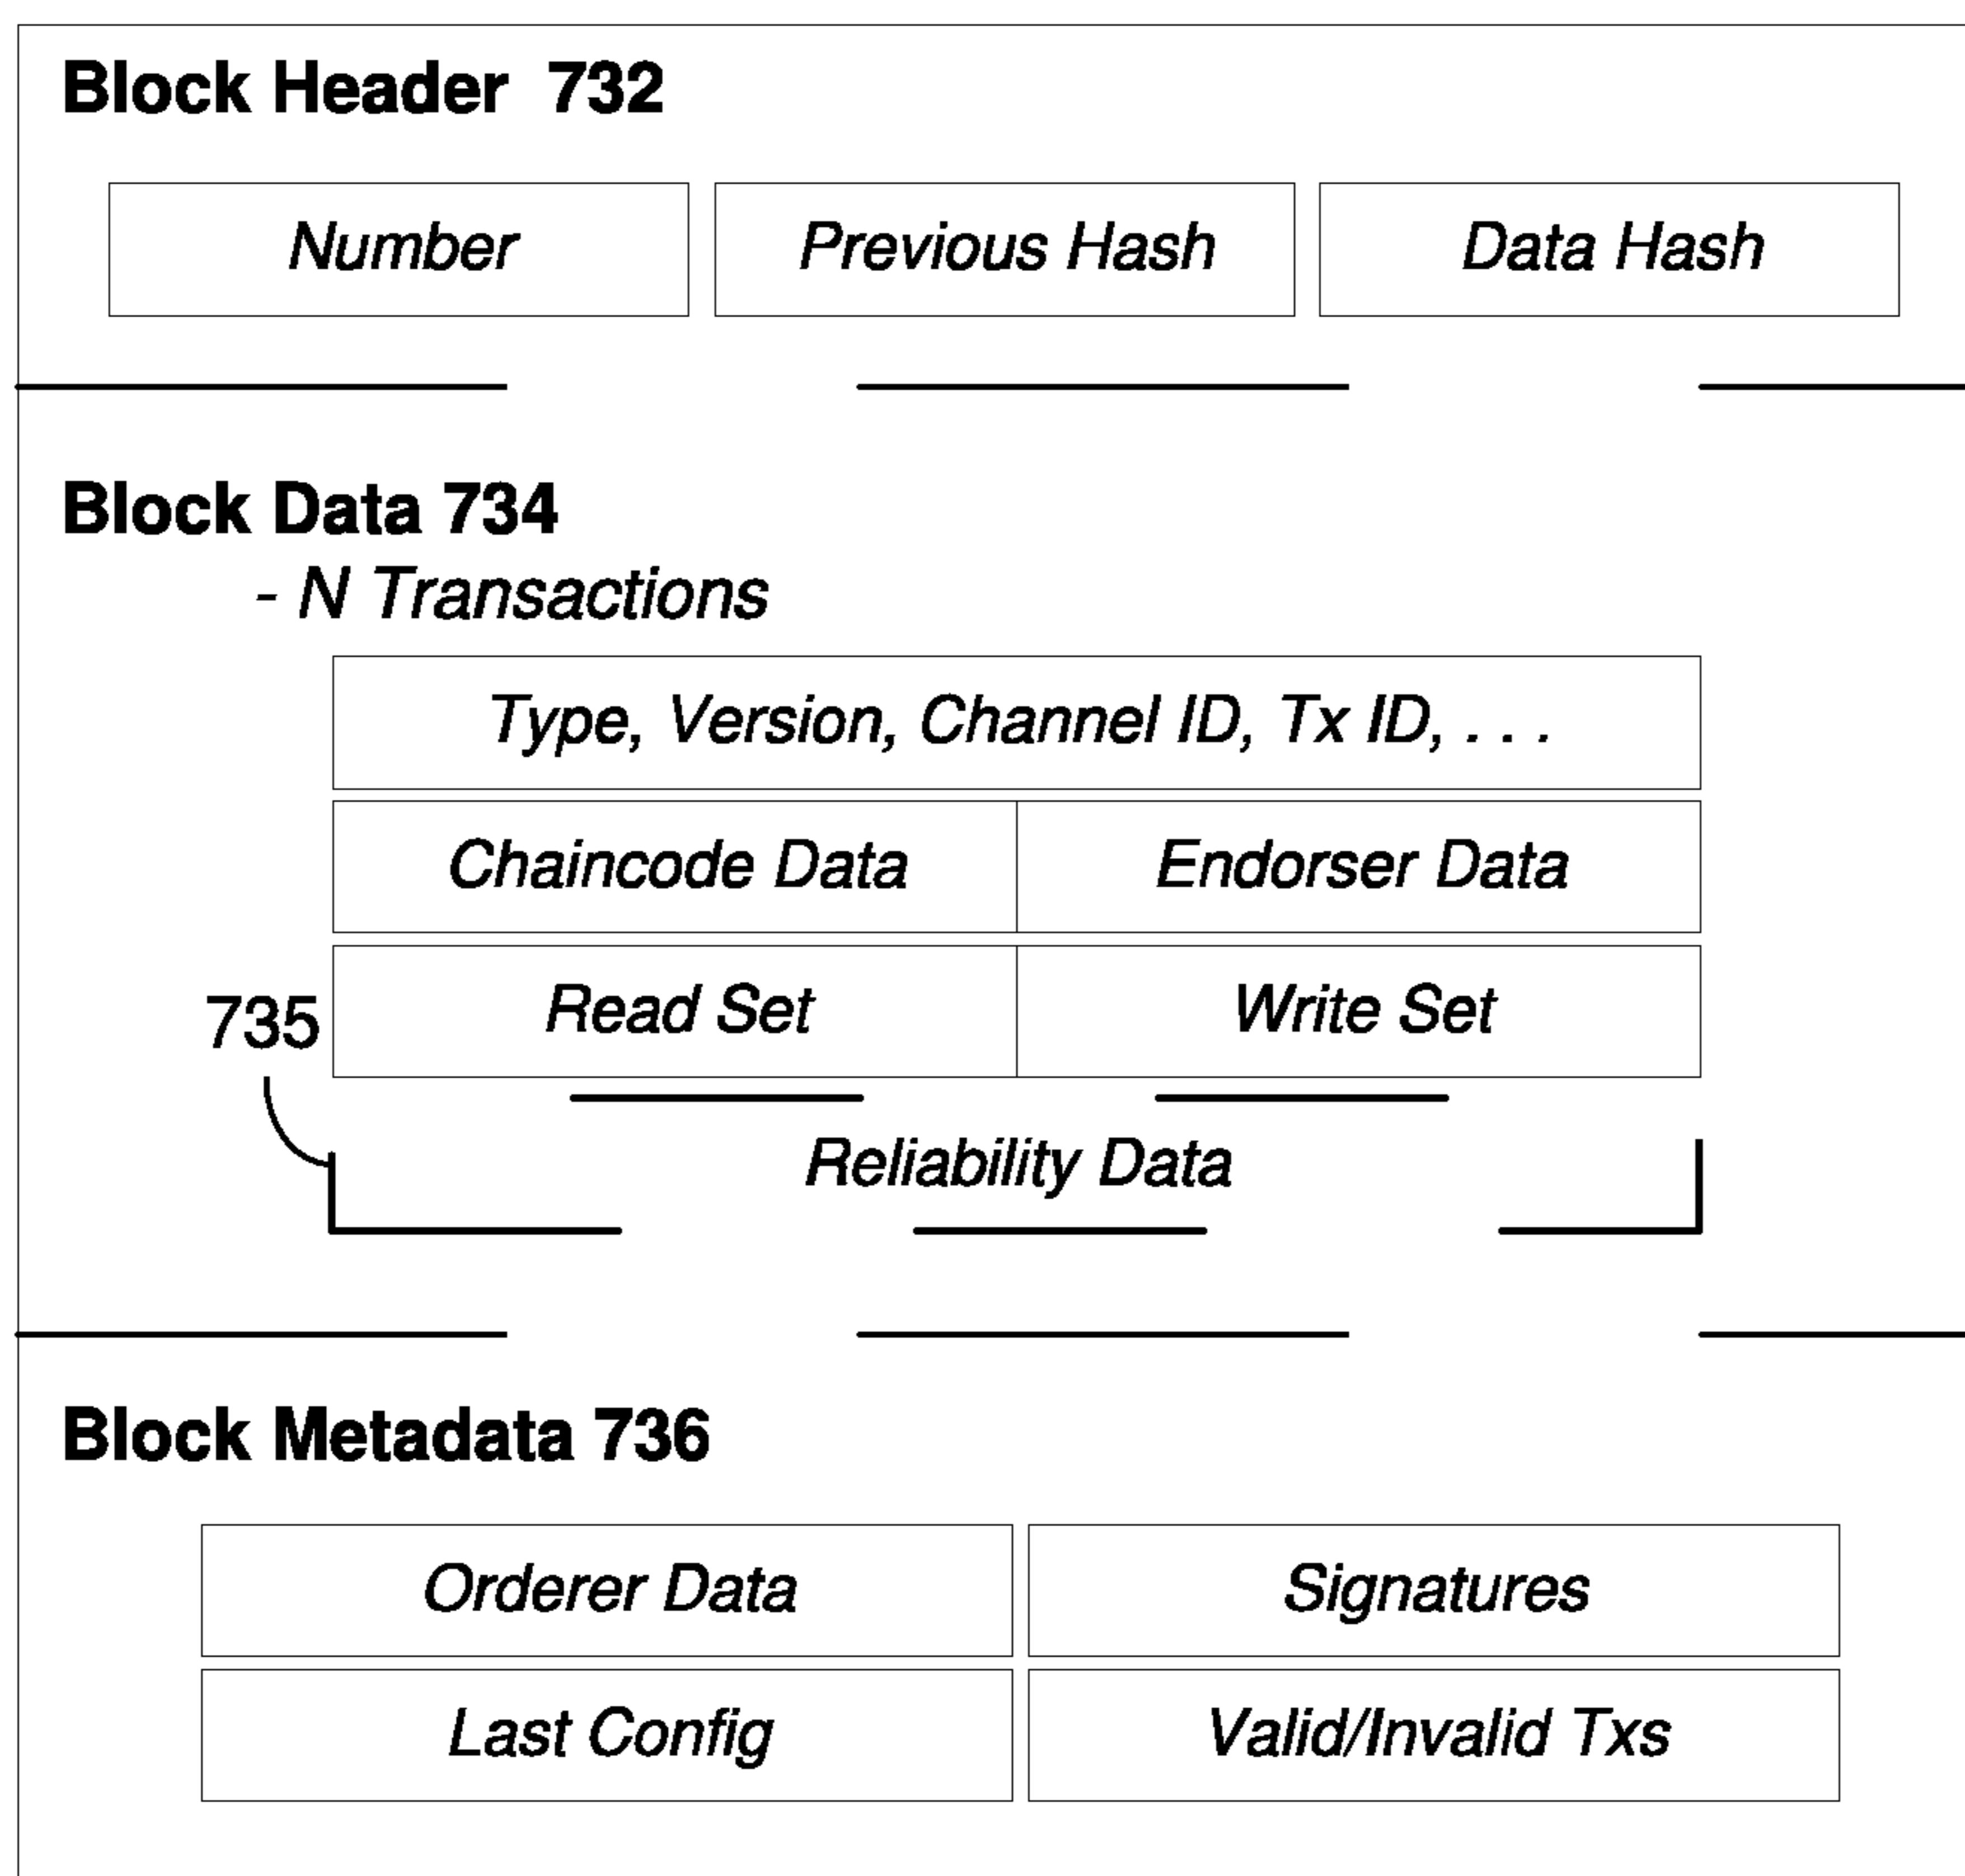 Block Header 732
Number Previous Hash Data Hash
Block Data 734
- N Transactions
Type, Version, Channel ID, Tx ID, . . .
Chaincode Data Endorser Data
735 Read Set Write Set
Reliability Data
Block Metadata 736
Orderer Data Signatures
Last Config Valid/Invalid Txs